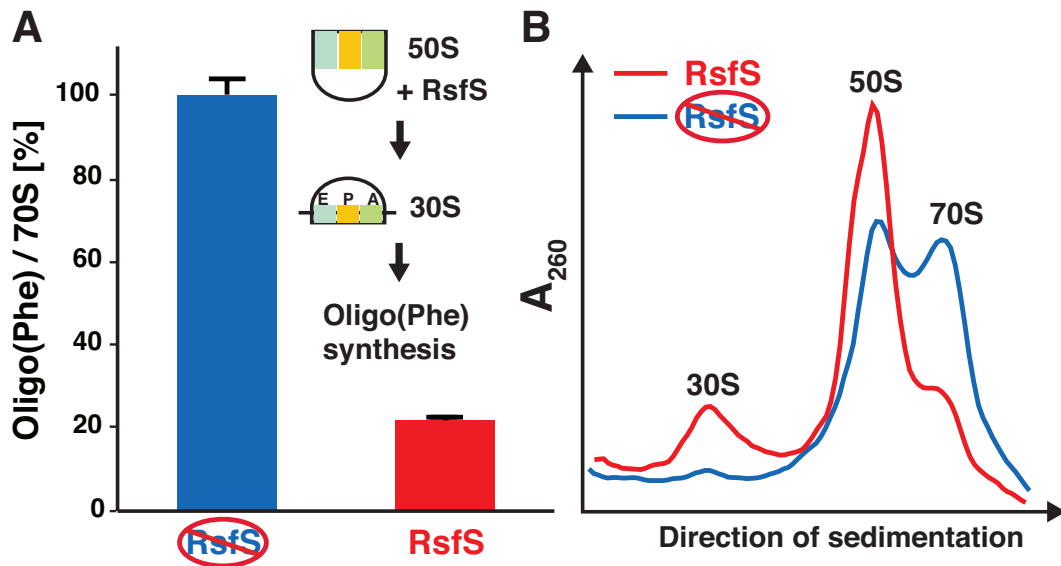 A
Oligo(Phe) / 70S [%]
100
80
60
40
20
0
50S
+ RsfS
E P A
30S
Oligo(Phe)
synthesis
RsfS
RsfS
B
RsfS
RsfS
A260
50S
70S
30S
Direction of sedimentation